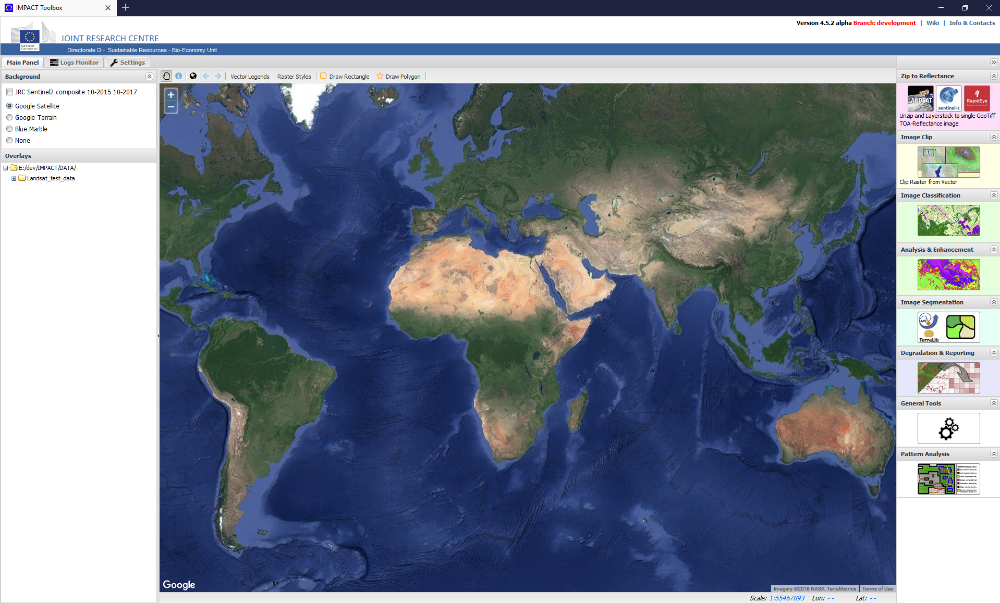 IMPACT Toolbox
Version 4.5.2 alpha Branch: development | Wiki | Info & Contacts
European
Commission
JOINT RESEARCH CENTRE
Directorate D - Sustainable Resources - Bio-Economy Unit
Main Panel
Logs Monitor
Settings
Background
JRC Sentinel2 composite 10-2015 10-2017
Google Satellite
Google Terrain
Blue Marble
None
Overlays
E:/dev/IMPACT/DATA/
Landsat_test_data
Vector Legends
Raster Styles
Draw Rectangle
Draw Polygon
+
−
Google
Imagery ©2018 NASA, TerraMetrics
Terms of Use
Scale: 1:55467893 Lon: - - Lat: - -
Zip to Reflectance
LANDSAT
sentinel-2
RapidEye
Unzip and Layerstack to single GeoTiff
TOA-Reflectance image
Image Clip
Clip Raster from Vector
Image Classification
Analysis & Enhancement
Image Segmentation
TerraLib
Degradation & Reporting
General Tools
Pattern Analysis